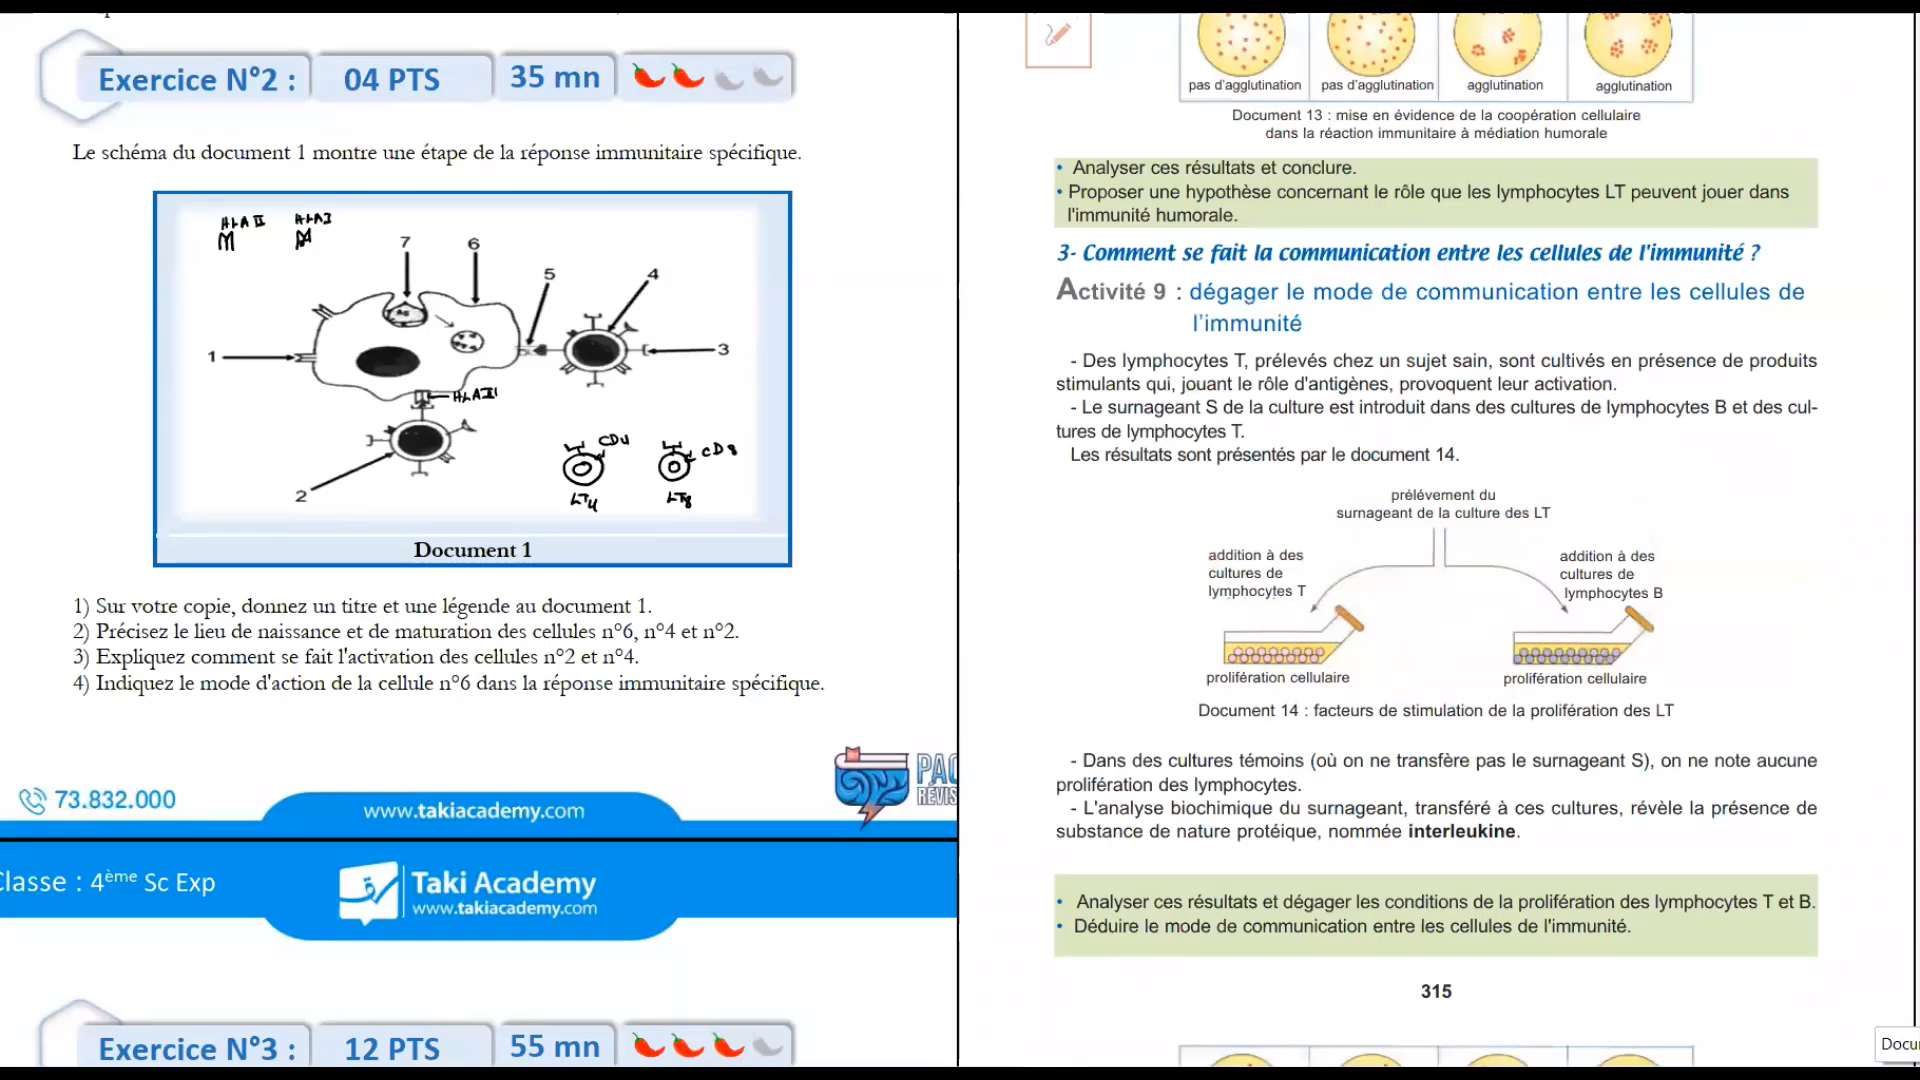 Exercice N°2 :
04 PTS
35 mn
Le schéma du document 1 montre une étape de la réponse immunitaire spécifique.
HLA II
HLA I
7
6
5
4
1
3
HLA II
2
CD4
CD8
LT4
LT8
Document 1
1) Sur votre copie, donnez un titre et une légende au document 1.
2) Précisez le lieu de naissance et de maturation des cellules n°6, n°4 et n°2.
3) Expliquez comment se fait l'activation des cellules n°2 et n°4.
4) Indiquez le mode d'action de la cellule n°6 dans la réponse immunitaire spécifique.
73.832.000
www.takiacademy.com
Classe : 4ème Sc Exp
Taki Academy
www.takiacademy.com
Exercice N°3 :
12 PTS
55 mn
pas d'agglutination
pas d'agglutination
agglutination
agglutination
Document 13 : mise en évidence de la coopération cellulaire
dans la réaction immunitaire à médiation humorale
• Analyser ces résultats et conclure.
• Proposer une hypothèse concernant le rôle que les lymphocytes LT peuvent jouer dans
l'immunité humorale.
3- Comment se fait la communication entre les cellules de l'immunité ?
Activité 9 : dégager le mode de communication entre les cellules de
l'immunité
- Des lymphocytes T, prélevés chez un sujet sain, sont cultivés en présence de produits
stimulants qui, jouant le rôle d'antigènes, provoquent leur activation.
- Le surnageant S de la culture est introduit dans des cultures de lymphocytes B et des cul-
tures de lymphocytes T.
Les résultats sont présentés par le document 14.
prélévement du
surnageant de la culture des LT
addition à des
cultures de
lymphocytes T
addition à des
cultures de
lymphocytes B
prolifération cellulaire
prolifération cellulaire
Document 14 : facteurs de stimulation de la prolifération des LT
- Dans des cultures témoins (où on ne transfère pas le surnageant S), on ne note aucune
prolifération des lymphocytes.
- L'analyse biochimique du surnageant, transféré à ces cultures, révèle la présence de
substance de nature protéique, nommée interleukine.
• Analyser ces résultats et dégager les conditions de la prolifération des lymphocytes T et B.
• Déduire le mode de communication entre les cellules de l'immunité.
315